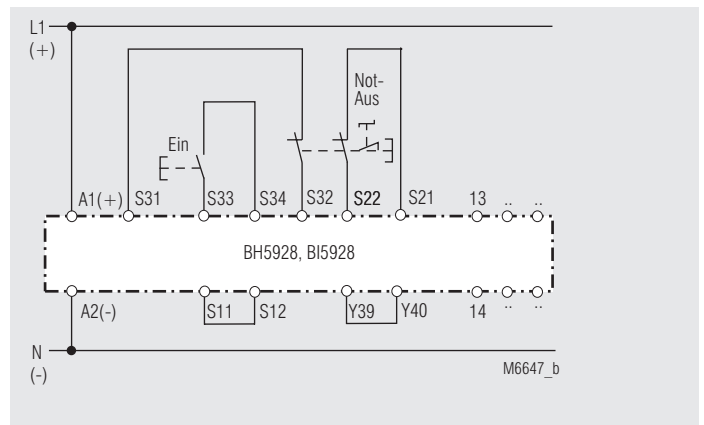 L1
(+)
Not-
Aus
Ein
A1(+) S31 S33 S34 S32 S22 S21 13 .. ..
BH5928, BI5928
A2(-) S11 S12 Y39 Y40 14 .. ..
N
(-)
M6647_b